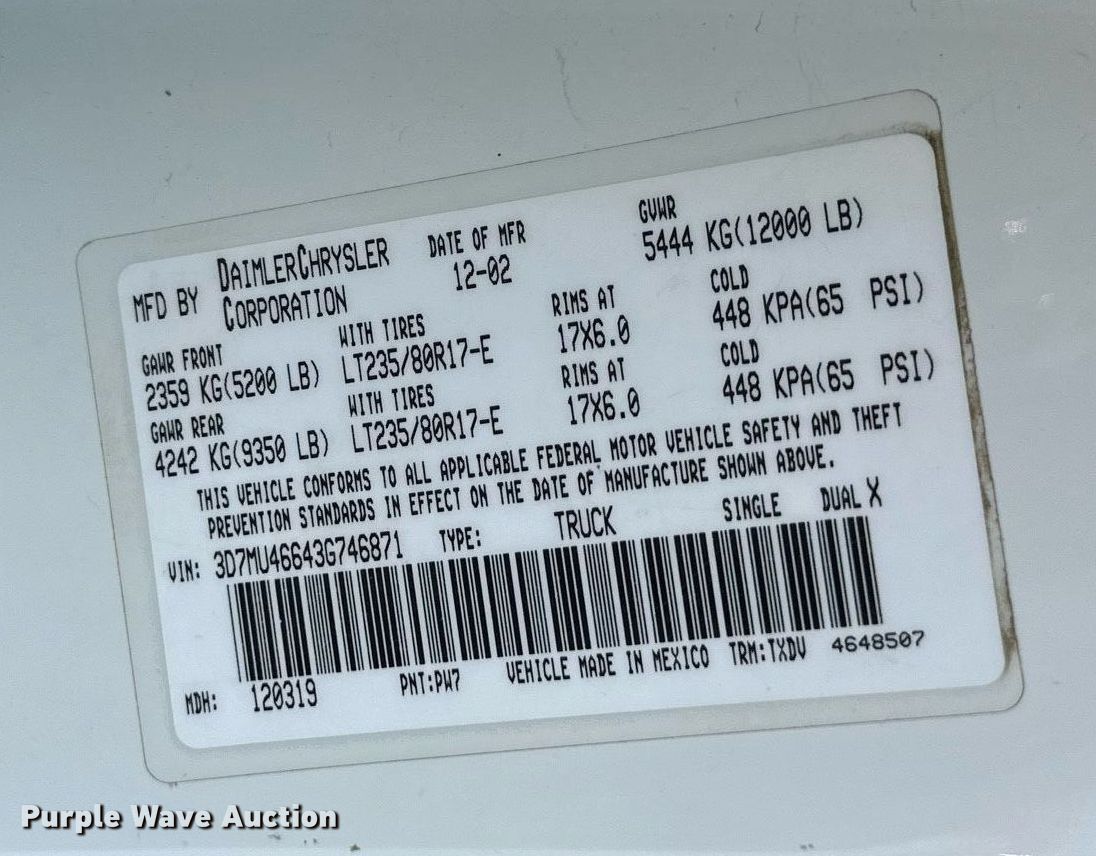 MFD BY DAIMLERCHRYSLER CORPORATION
DATE OF MFR
12-02
GVWR
5444 KG(12000 LB)
GAWR FRONT WITH TIRES RIMS AT COLD
2359 KG(5200 LB) LT235/80R17-E 17X6.0 448 KPA(65 PSI)
GAWR REAR WITH TIRES RIMS AT COLD
4242 KG(9350 LB) LT235/80R17-E 17X6.0 448 KPA(65 PSI)
THIS VEHICLE CONFORMS TO ALL APPLICABLE FEDERAL MOTOR VEHICLE SAFETY AND THEFT
PREVENTION STANDARDS IN EFFECT ON THE DATE OF MANUFACTURE SHOWN ABOVE.
VIN: 3D7MU46643G746871 TYPE: TRUCK SINGLE DUAL X
MDH: 120319 PNT:PW7 VEHICLE MADE IN MEXICO TRM:TXDV 4648507
Purple Wave Auction